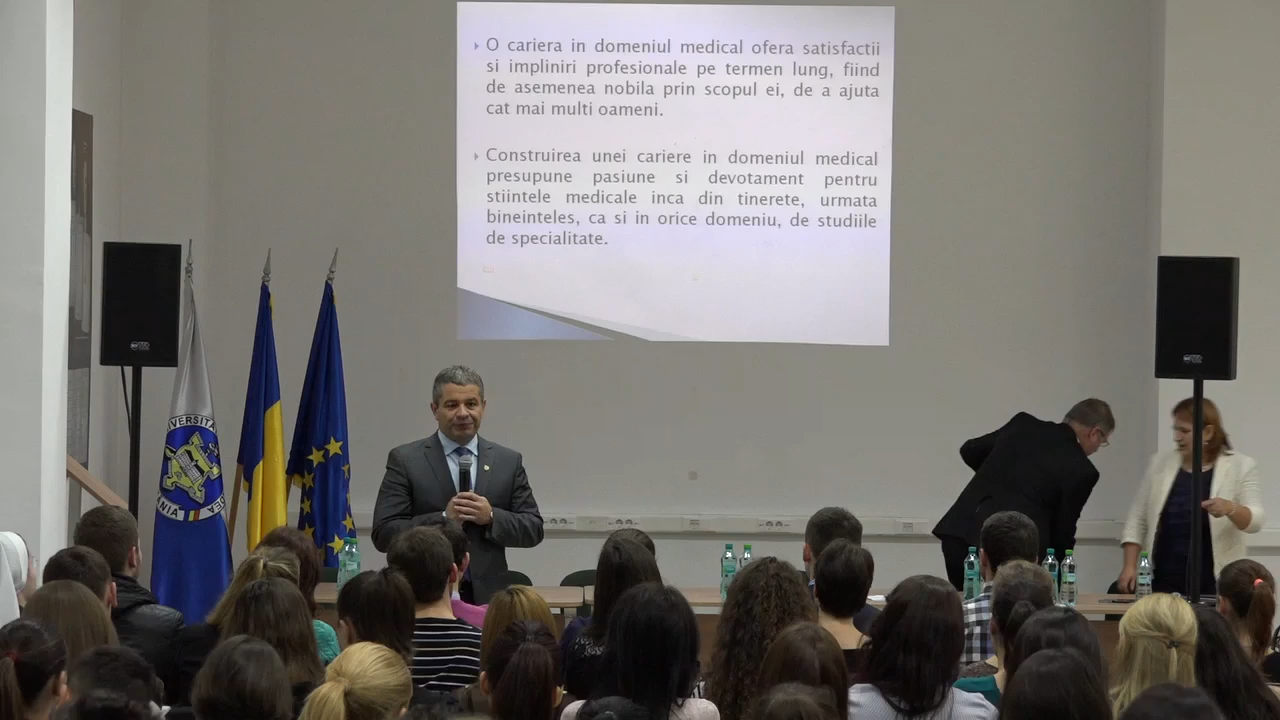 O cariera in domeniul medical ofera satisfactii
si impliniri profesionale pe termen lung, fiind
de asemenea nobila prin scopul ei, de a ajuta
cat mai multi oameni.
Construirea unei cariere in domeniul medical
presupune pasiune si devotament pentru
stiintele medicale inca din tinerete, urmata
bineinteles, ca si in orice domeniu, de studiile
de specialitate.
VERSITA
ANIA
DEA